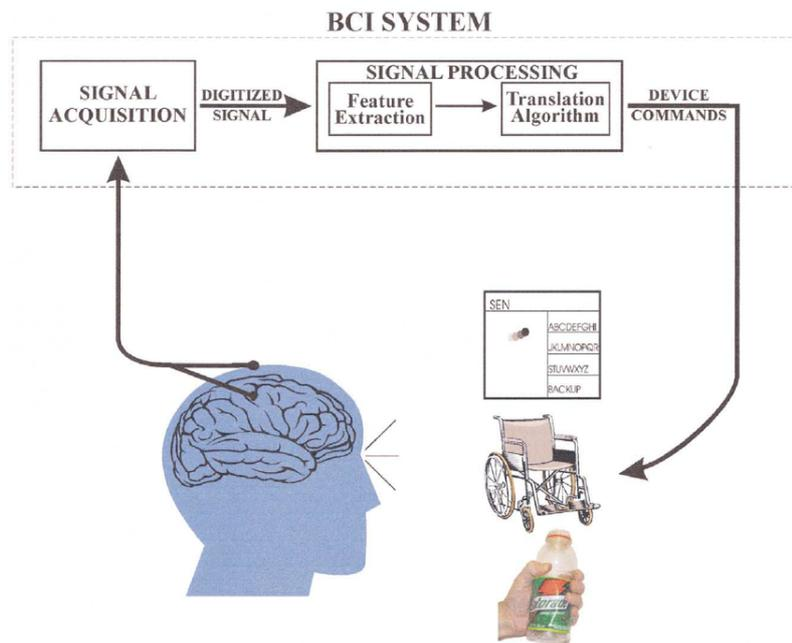 BCI SYSTEM
SIGNAL
ACQUISITION
DIGITIZED
SIGNAL
SIGNAL PROCESSING
Feature
Extraction
Translation
Algorithm
DEVICE
COMMANDS
SEN
ABCDEFGHI
JKLMNOPQR
STUVWXYZ
BACKUP